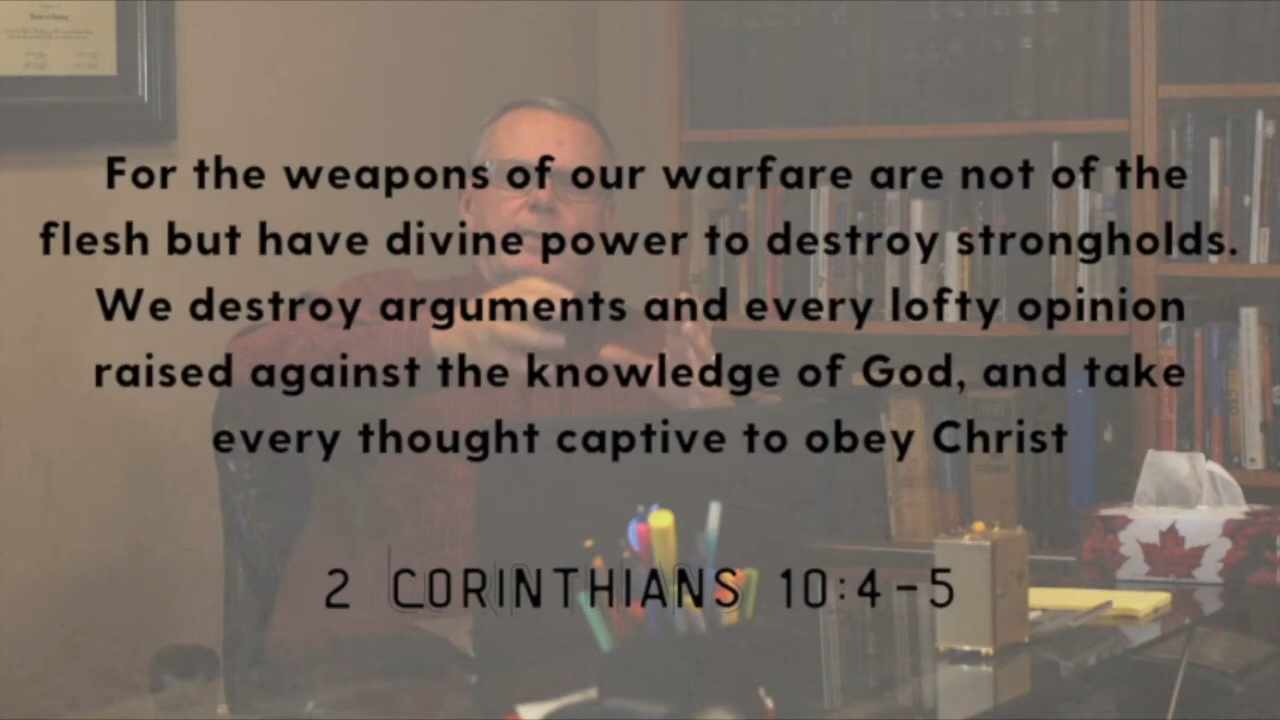 For the weapons of our warfare are not of the
flesh but have divine power to destroy strongholds.
We destroy arguments and every lofty opinion
raised against the knowledge of God, and take
every thought captive to obey Christ
2 CORINTHIANS 10:4-5